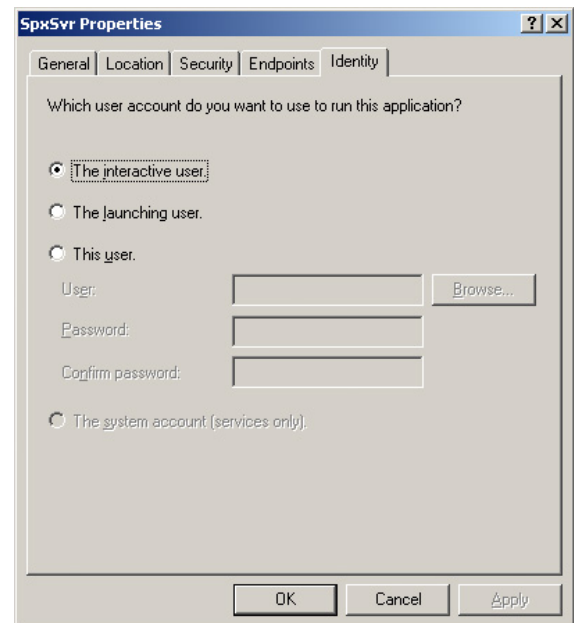 SpxSvr Properties
General Location Security Endpoints Identity
Which user account do you want to use to run this application?
The interactive user.
The launching user.
This user.
User:
Browse...
Password:
Confirm password:
The system account (services only).
OK Cancel Apply